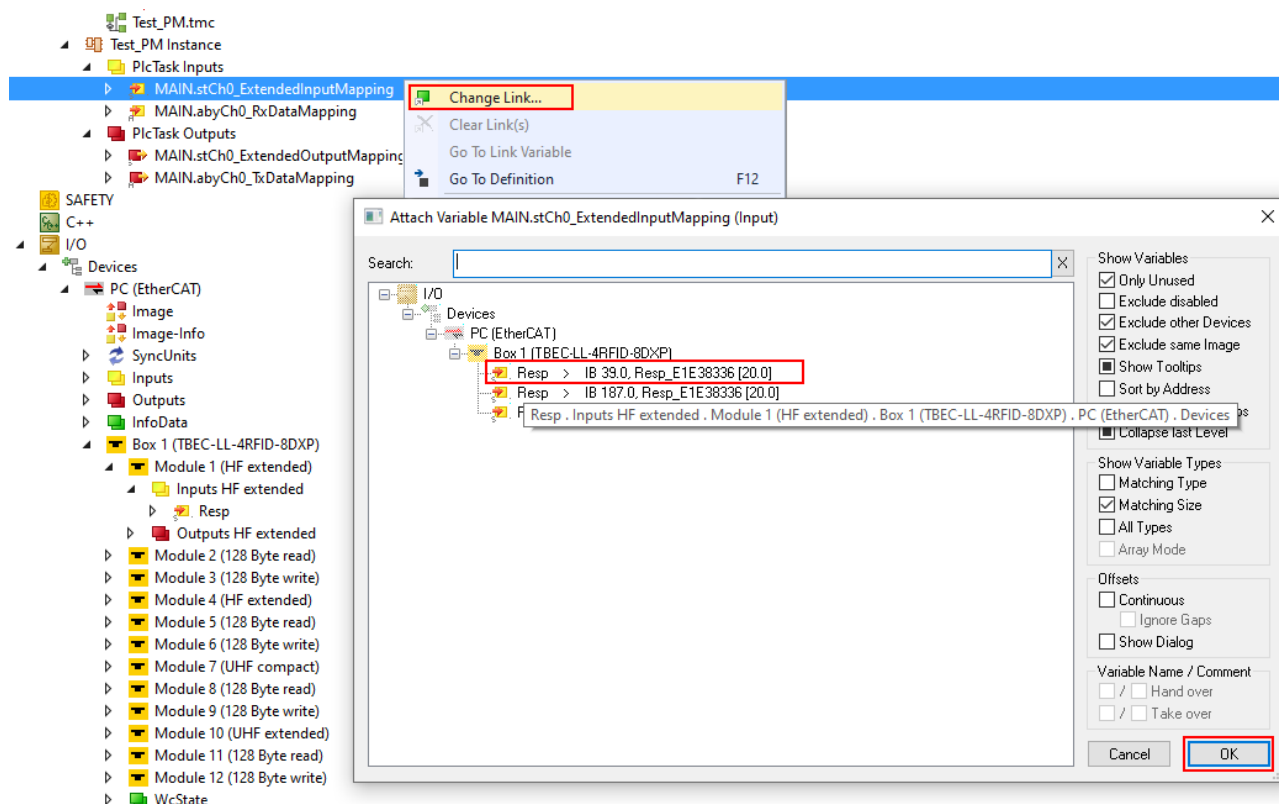 Test_PM.tmc
Test_PM Instance
PlcTask Inputs
MAIN.stCh0_ExtendedInputMapping
MAIN.abyCh0_RxDataMapping
PlcTask Outputs
MAIN.stCh0_ExtendedOutputMapping
MAIN.abyCh0_TxDataMapping
SAFETY
C++
I/O
Devices
PC (EtherCAT)
Image
Image-Info
SyncUnits
Inputs
Outputs
InfoData
Box 1 (TBEC-LL-4RFID-8DXP)
Module 1 (HF extended)
Inputs HF extended
Resp
Outputs HF extended
Module 2 (128 Byte read)
Module 3 (128 Byte write)
Module 4 (HF extended)
Module 5 (128 Byte read)
Module 6 (128 Byte write)
Module 7 (UHF compact)
Module 8 (128 Byte read)
Module 9 (128 Byte write)
Module 10 (UHF extended)
Module 11 (128 Byte read)
Module 12 (128 Byte write)
WcState
Change Link...
Clear Link(s)
Go To Link Variable
Go To Definition F12
Attach Variable MAIN.stCh0_ExtendedInputMapping (Input)
Search:
I/O
Devices
PC (EtherCAT)
Box 1 (TBEC-LL-4RFID-8DXP)
Resp > IB 39.0, Resp_E1E38336 [20.0]
Resp > IB 187.0, Resp_E1E38336 [20.0]
Resp . Inputs HF extended . Module 1 (HF extended) . Box 1 (TBEC-LL-4RFID-8DXP) . PC (EtherCAT) . Devices
Show Variables
Only Unused
Exclude disabled
Exclude other Devices
Exclude same Image
Show Tooltips
Sort by Address
Collapse last Level
Show Variable Types
Matching Type
Matching Size
All Types
Array Mode
Offsets
Continuous
Ignore Gaps
Show Dialog
Variable Name / Comment
/ Hand over
/ Take over
Cancel
OK